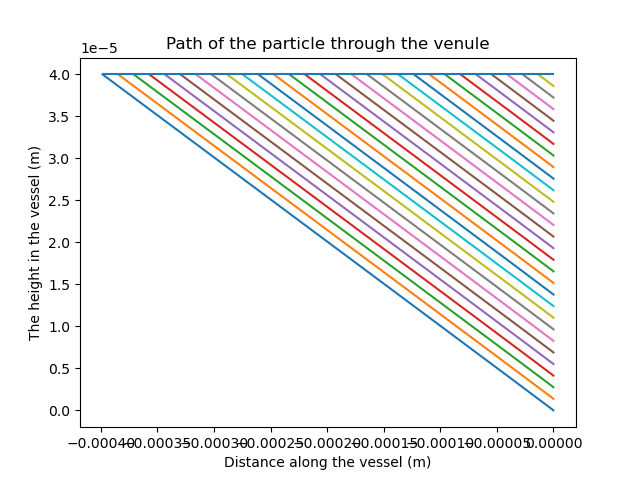 Path of the particle through the venule
1e−5
4.0
3.5
3.0
2.5
2.0
1.5
1.0
0.5
0.0
The height in the vessel (m)
−0.00040 −0.00035 −0.00030 −0.00025 −0.00020 −0.00015 −0.00010 −0.00005 0.00000
Distance along the vessel (m)